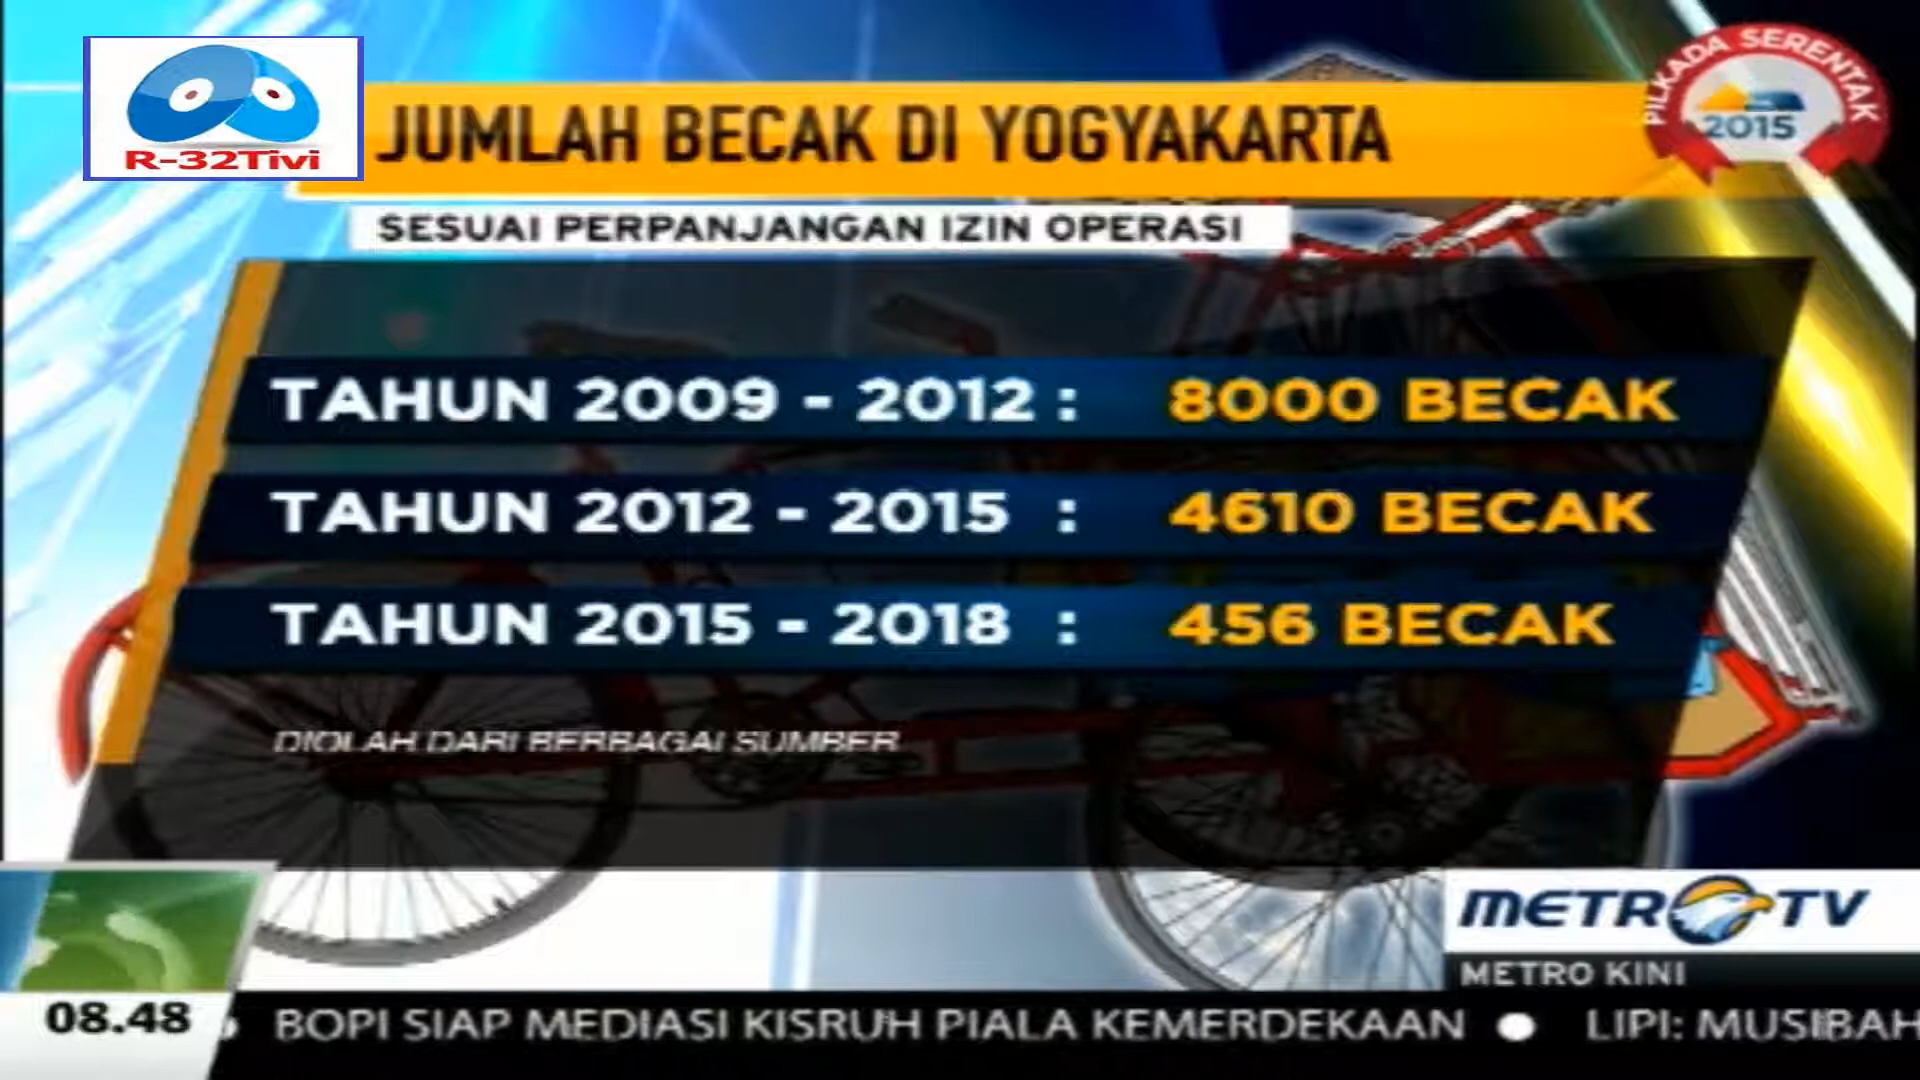 R-32Tivi
JUMLAH BECAK DI YOGYAKARTA
PILKADA SERENTAK
2015
SESUAI PERPANJANGAN IZIN OPERASI
TAHUN 2009 - 2012 : 8000 BECAK
TAHUN 2012 - 2015 : 4610 BECAK
TAHUN 2015 - 2018 : 456 BECAK
DIOLAH DARI BERBAGAI SUMBER
METRO TV
METRO KINI
08.48
BOPI SIAP MEDIASI KISRUH PIALA KEMERDEKAAN ● LIPI: MUSIBAH